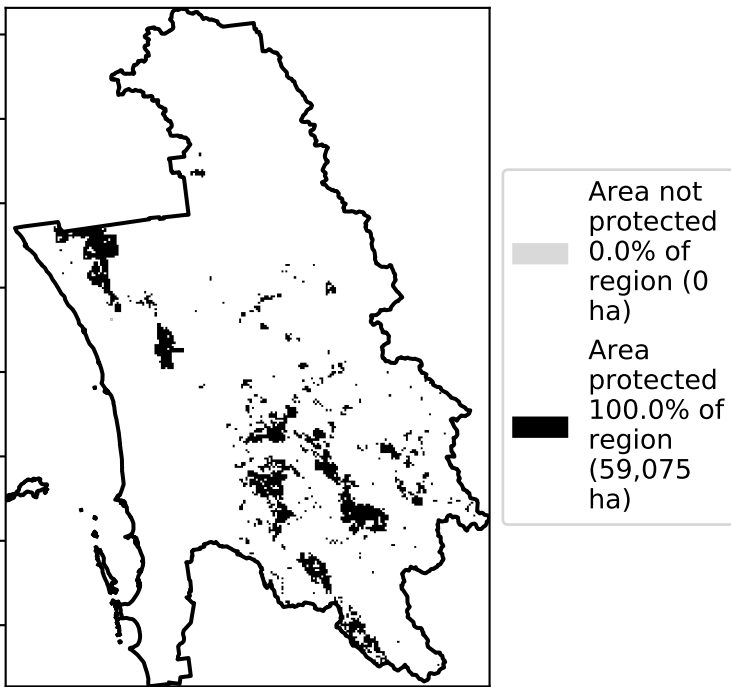 Area not
protected
0.0% of
region (0
ha)
Area
protected
100.0% of
region
(59,075
ha)